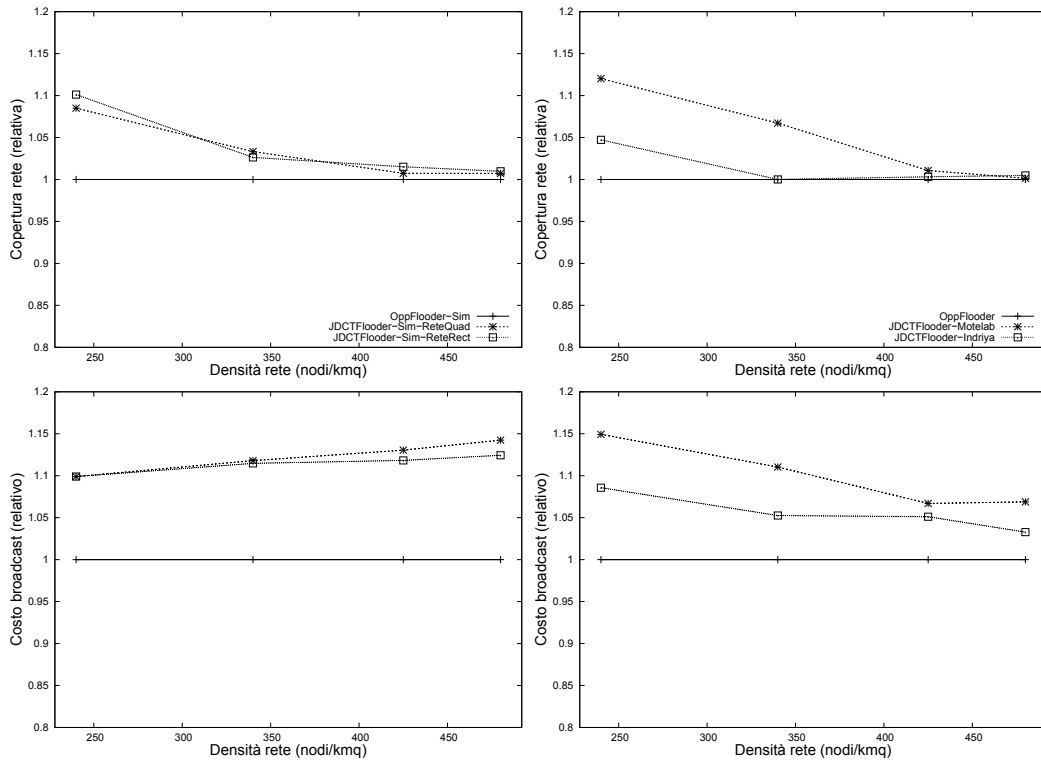 1.2
1.15
1.1
1.05
1
0.95
0.9
0.85
0.8
Copertura rete (relativa)
OppFlooder−Sim
JDCTFlooder−Sim−ReteQuad
JDCTFlooder−Sim−ReteRect
250 300 350 400 450
Densità rete (nodi/kmq)
1.2
1.15
1.1
1.05
1
0.95
0.9
0.85
0.8
Copertura rete (relativa)
OppFlooder
JDCTFlooder−Motelab
JDCTFlooder−Indriya
250 300 350 400 450
Densità rete (nodi/kmq)
1.2
1.15
1.1
1.05
1
0.95
0.9
0.85
0.8
Costo broadcast (relativo)
250 300 350 400 450
Densità rete (nodi/kmq)
1.2
1.15
1.1
1.05
1
0.95
0.9
0.85
0.8
Costo broadcast (relativo)
250 300 350 400 450
Densità rete (nodi/kmq)